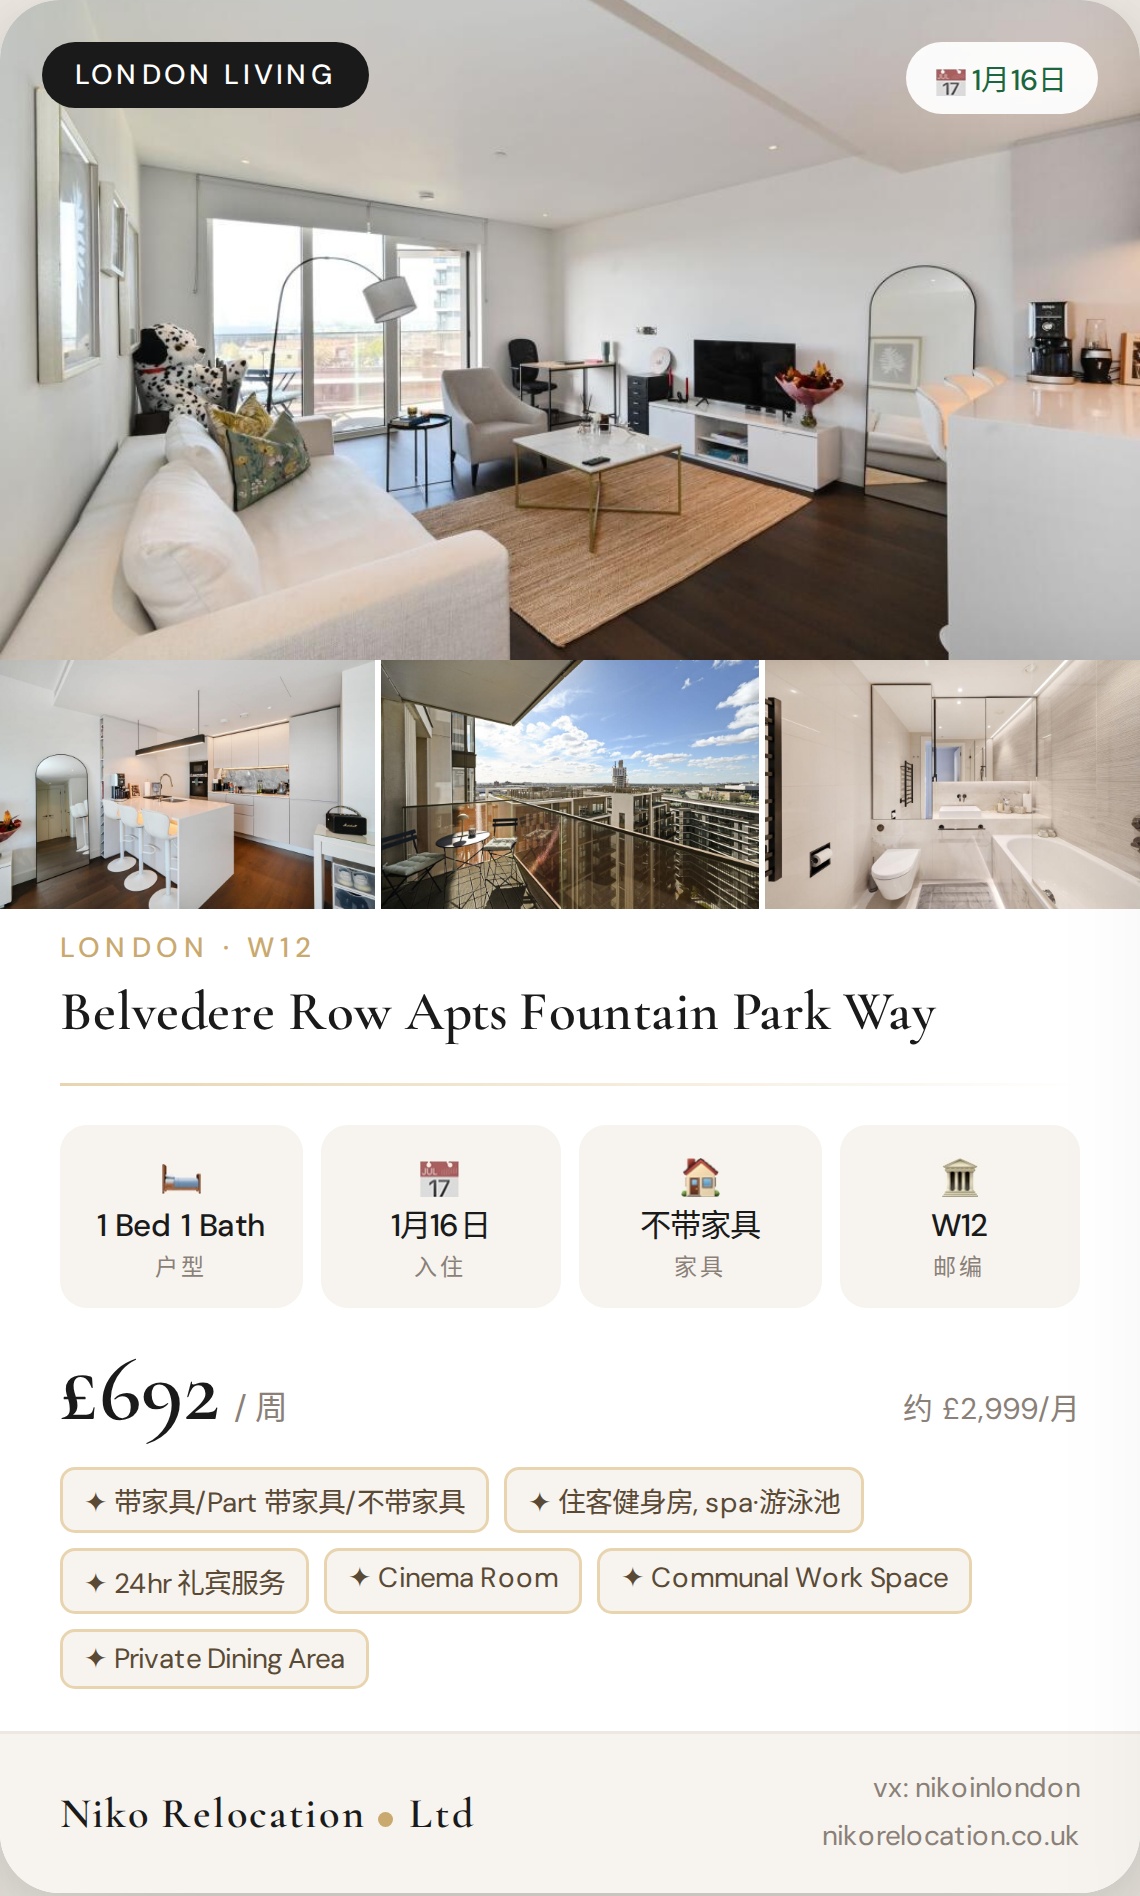 LONDON LIVING
1月16日
LONDON · W12
Belvedere Row Apts Fountain Park Way
1 Bed 1 Bath
户型
1月16日
入住
不带家具
家具
W12
邮编
£692 / 周
约 £2,999/月
✦ 带家具/Part 带家具/不带家具
✦ 住客健身房, spa·游泳池
✦ 24hr 礼宾服务
✦ Cinema Room
✦ Communal Work Space
✦ Private Dining Area
Niko Relocation • Ltd
vx: nikoinlondon
nikorelocation.co.uk